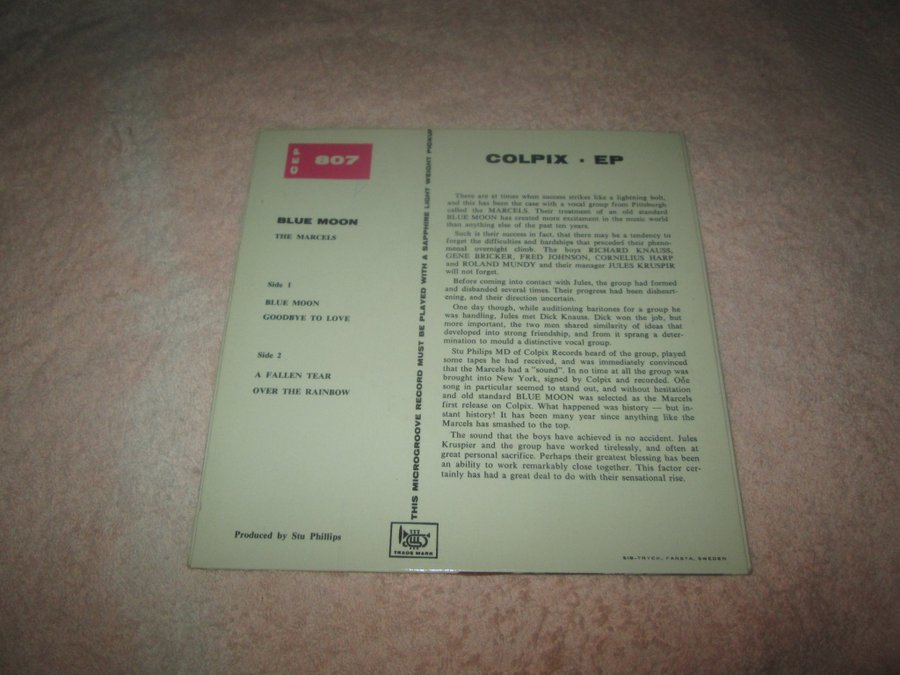 PEP 807
BLUE MOON
THE MARCELS
Side 1
BLUE MOON
GOODBYE TO LOVE
Side 2
A FALLEN TEAR
OVER THE RAINBOW
Produced by Stu Phillips
THIS MICROGROOVE RECORD MUST BE PLAYED WITH A SAPPHIRE LIGHT WEIGHT PICKUP
TRADE MARK
COLPIX · EP
There are at times when success strikes like a lightening bolt,
and this has been the case with a vocal group from Pittsburgh
called the MARCELS. Their treatment of an old standard
BLUE MOON has created more excitament in the music world
than anything else of the past ten years.
Such is their success in fact, that there may be a tendency to
forget the difficulties and hardships that preceded their pheno-
menal overnight climb. The boys RICHARD KNAUSS,
GENE BRICKER, FRED JOHNSON, CORNELIUS HARP
and ROLAND MUNDY and their manager JULES KRUSPIR
will not forget.
Before coming into contact with Jules, the group had formed
and disbanded several times. Their progress had been disheart-
ening, and their direction uncertain.
One day though, while auditioning baritones for a group he
was handling, Jules met Dick Knauss. Dick won the job, but
more important, the two men shared similarity of ideas that
developed into strong friendship, and from it sprang a deter-
mination to mould a distinctive vocal group.
Stu Philips MD of Colpix Records heard of the group, played
some tapes he had received, and was immediately convinced
that the Marcels had a "sound". In no time at all the group was
brought into New York, signed by Colpix and recorded. One
song in particular seemed to stand out, and without hesitation
and old standard BLUE MOON was selected as the Marcels
first release on Colpix. What happened was history — but in-
stant history! It has been many year since anything like the
Marcels has smashed to the top.
The sound that the boys have achieved is no accident. Jules
Kruspier and the group have worked tirelessly, and often at
great personal sacrifice. Perhaps their greatest blessing has been
an ability to work remarkably close together. This factor cer-
tainly has had a great deal to do with their sensational rise.
SIB-TRYCK, FARSTA, SWEDEN